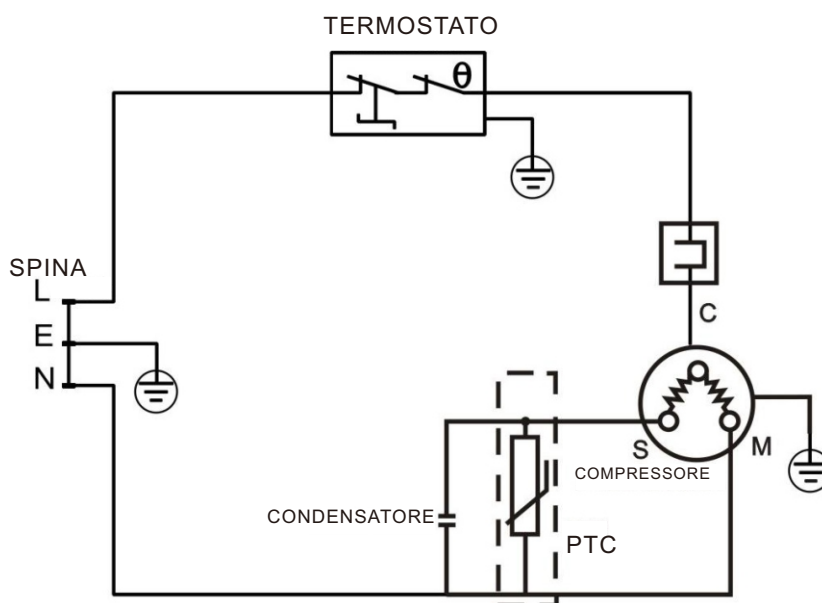 TERMOSTATO
θ
SPINA
L
E
N
C
S
M
COMPRESSORE
CONDENSATORE
PTC